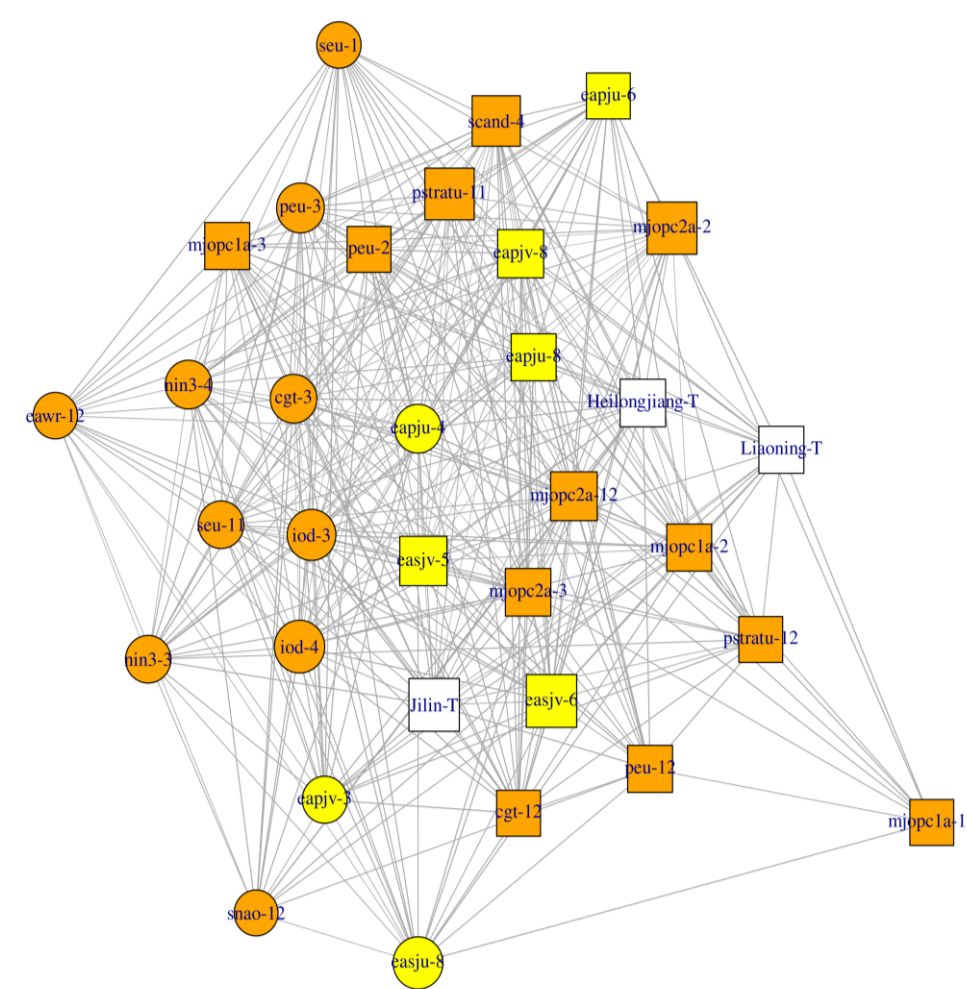 seu-1
eapju-6
scand-4
pstratu-11
peu-3
mjopc2a-2
mjopc1a-3
peu-2
eapjv-8
eapju-8
nin3-4
cgt-3
Heilongjiang-T
eawr-12
eapju-4
Liaoning-T
mjopc2a-12
seu-11
iod-3
mjopc1a-2
easjv-5
mjopc2a-3
pstratu-12
iod-4
nin3-3
Jilin-T
easjv-6
peu-12
eapjv-3
cgt-12
mjopc1a-1
snao-12
easju-8